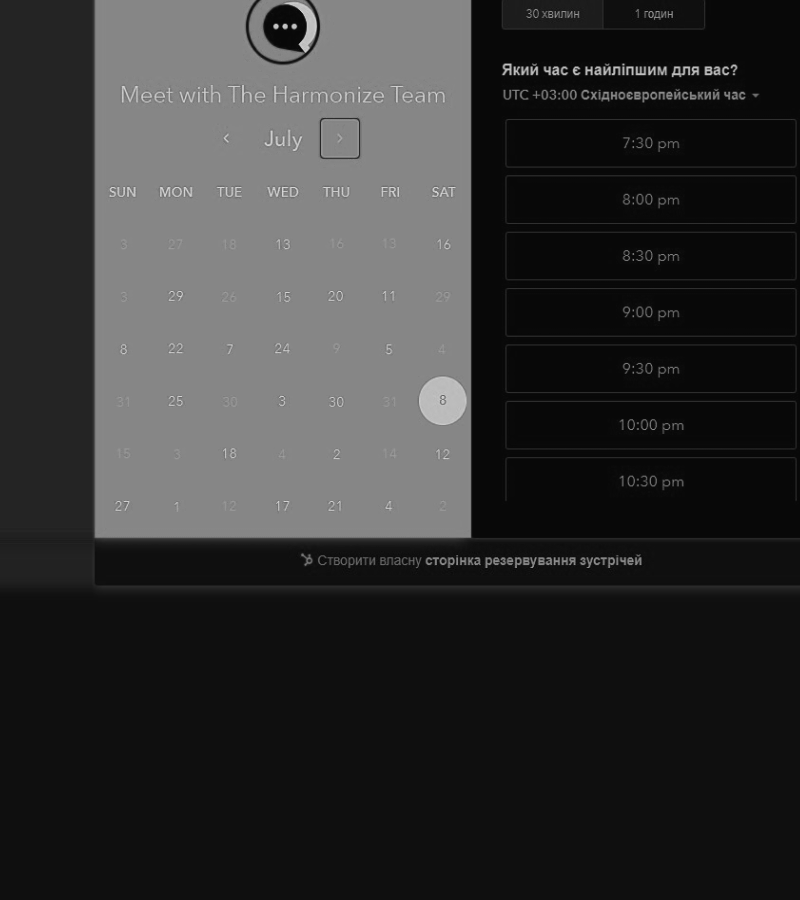 30 хвилин 1 годин
Meet with The Harmonize Team
July
SUN MON TUE WED THU FRI SAT
3 27 18 13 16 13 16
3 29 26 15 20 11 29
8 22 7 24 9 5 4
31 25 30 3 30 31 8
15 3 18 4 2 14 12
27 1 12 17 21 4 2
Який час є найліпшим для вас?
UTC +03:00 Східноєвропейський час
7:30 pm
8:00 pm
8:30 pm
9:00 pm
9:30 pm
10:00 pm
10:30 pm
Створити власну сторінка резервування зустрічей